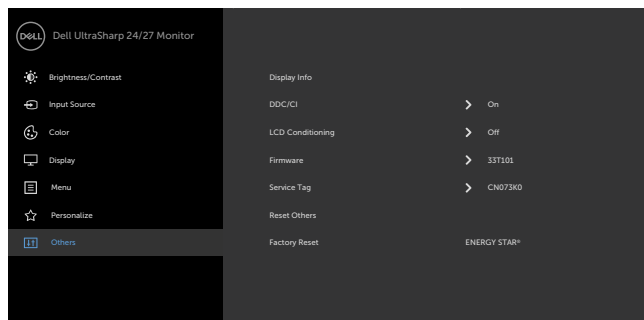 DELL Dell UltraSharp 24/27 Monitor
Brightness/Contrast
Display Info
Input Source
DDC/CI
On
Color
LCD Conditioning
Off
Display
Firmware
33T101
Menu
Service Tag
CN073K0
Personalize
Reset Others
Others
Factory Reset
ENERGY STAR®